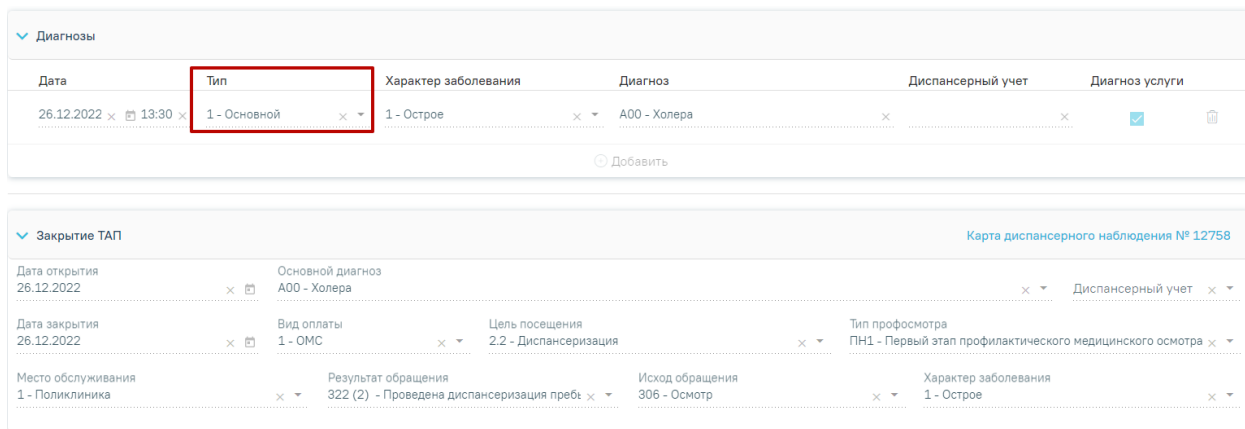 Диагнозы
Дата Тип Характер заболевания Диагноз Диспансерный учет Диагноз услуги
26.12.2022 13:30 1 - Основной 1 - Острое A00 - Холера
Добавить
Закрытие ТАП Карта диспансерного наблюдения № 12758
Дата открытия Основной диагноз
26.12.2022 A00 - Холера Диспансерный учет
Дата закрытия Вид оплаты Цель посещения Тип профосмотра
26.12.2022 1 - ОМС 2.2 - Диспансеризация ПН1 - Первый этап профилактического медицинского осмотра
Место обслуживания Результат обращения Исход обращения Характер заболевания
1 - Поликлиника 322 (2) - Проведена диспансеризация пребь 306 - Осмотр 1 - Острое